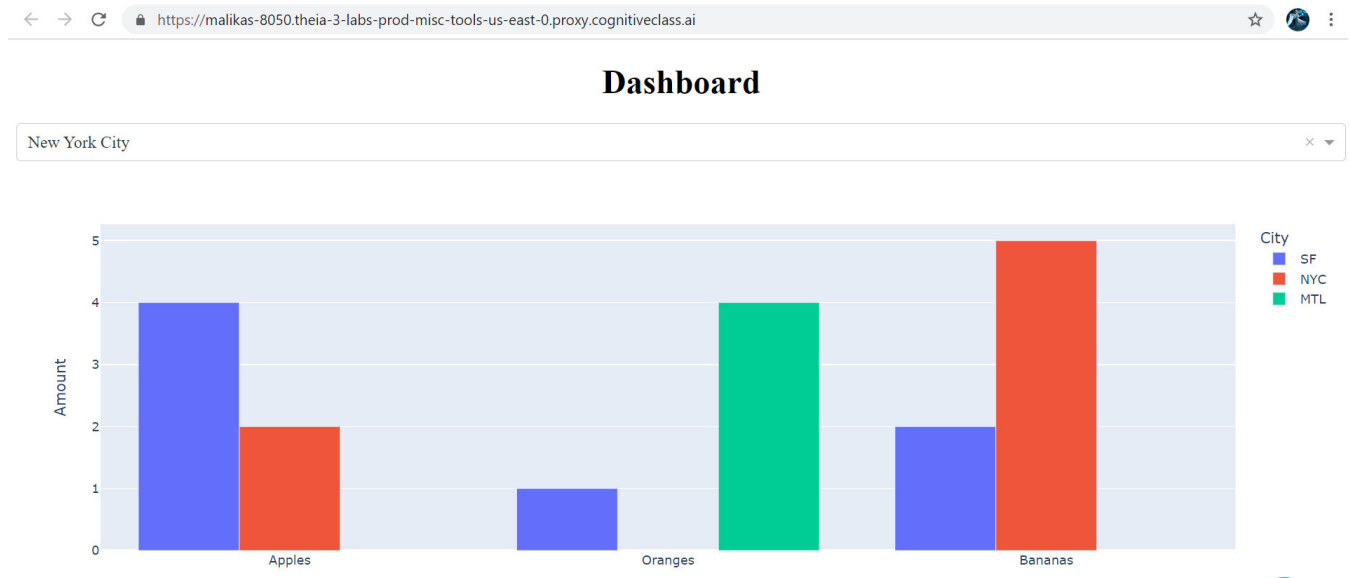 https://malikas-8050.theia-3-labs-prod-misc-tools-us-east-0.proxy.cognitiveclass.ai
Dashboard
New York City
City
SF
NYC
MTL
Amount
5
4
3
2
1
0
Apples Oranges Bananas